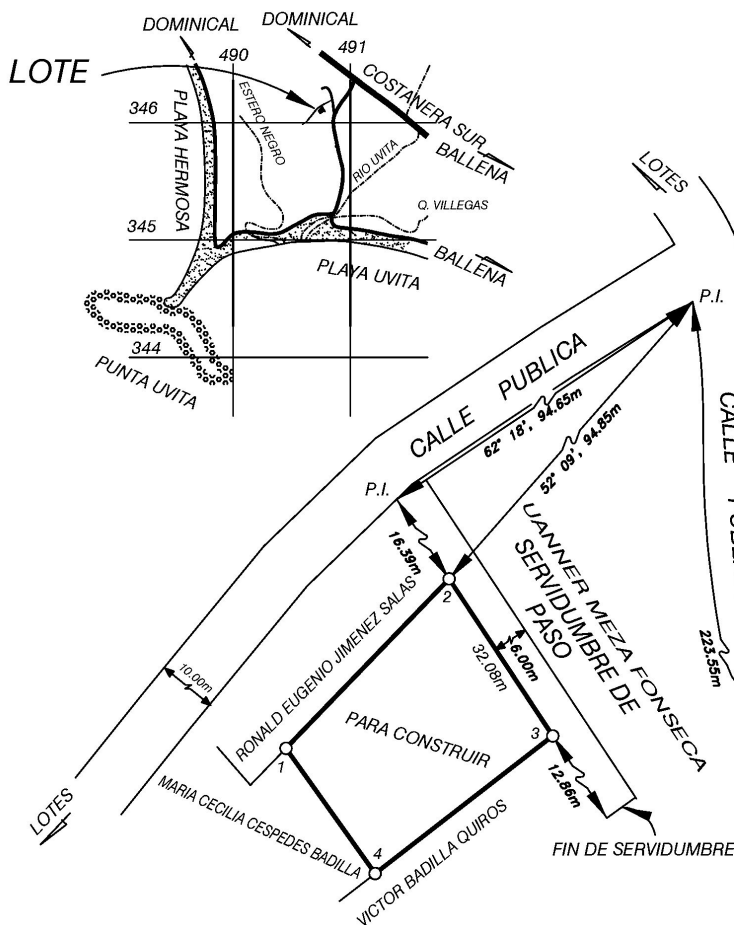 DOMINICAL
DOMINICAL
490
491
LOTE
COSTANERA SUR
346
PLAYA HERMOSA
ESTERO NEGRO
RIO UVITA
BALLENA
LOTES
Q. VILLEGAS
345
PLAYA UVITA
BALLENA
344
PUNTA UVITA
P.I.
CALLE PUBLICA
62° 18', 94.65m
52° 09', 94.85m
CALLE
P.I.
16.39m
2
UANNER MEZA FONSECA
SERVIDUMBRE DE
PASO
6.00m
32.08m
223.55m
10.00m
RONALD EUGENIO JIMENEZ SALAS
PARA CONSTRUIR
3
1
12.86m
LOTES
MARIA CECILIA CESPEDES BADILLA
4
VICTOR BADILLA QUIROS
FIN DE SERVIDUMBRE